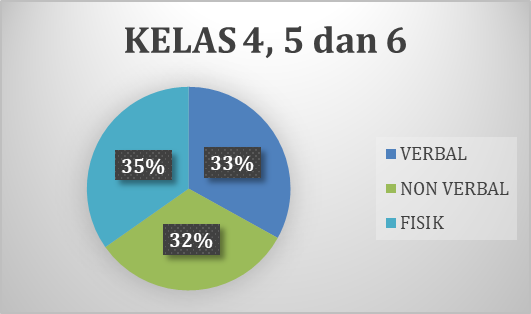 KELAS 4, 5 dan 6
35%
33%
32%
VERBAL
NON VERBAL
FISIK